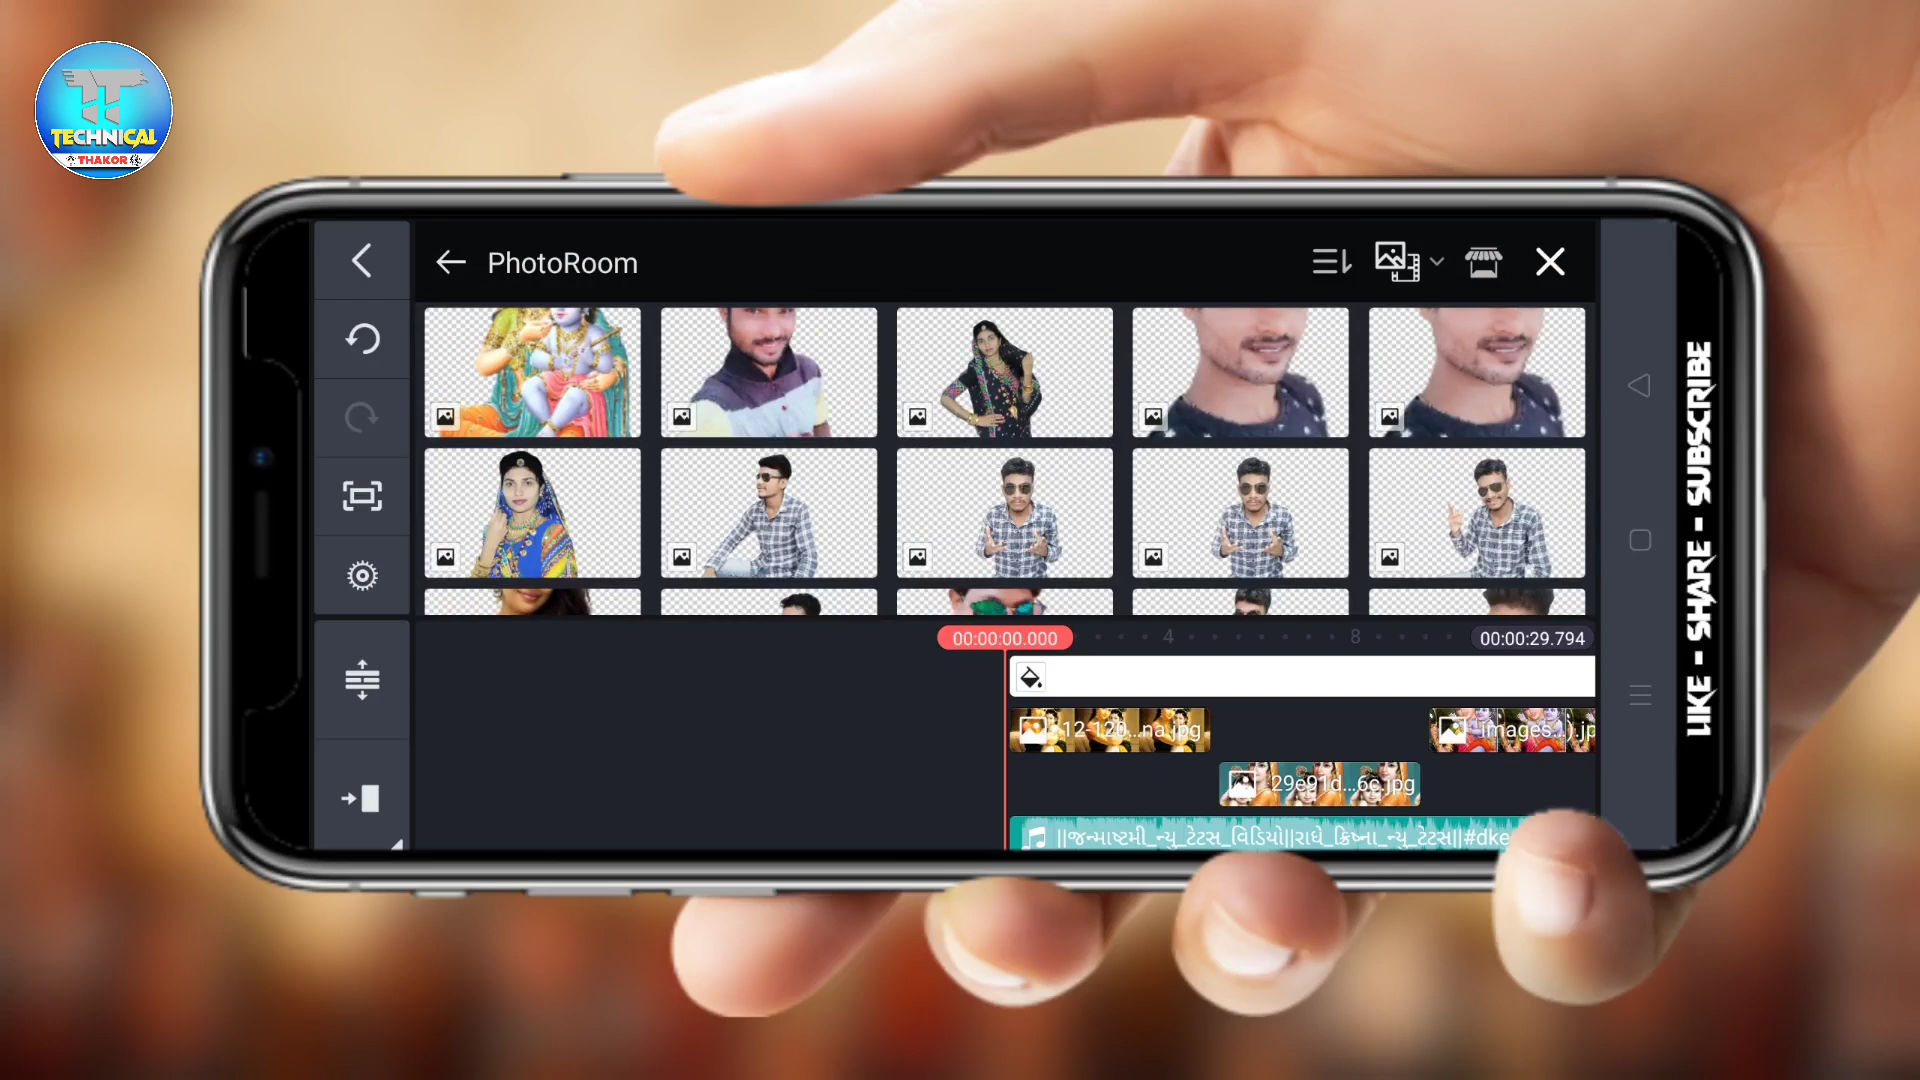 TECHNICAL
THAKOR
PhotoRoom
00:00:00.000
4
8
00:00:29.794
12-120...na.jpg
images...).jp
29e91d...6c.jpg
||જન્માષ્ટમી_ન્યુ_ટેટસ_વિડિયો||રાધે_ક્રિષ્ના_ન્યુ_ટેટસ||#dke
LIKE - SHARE - SUBSCRIBE